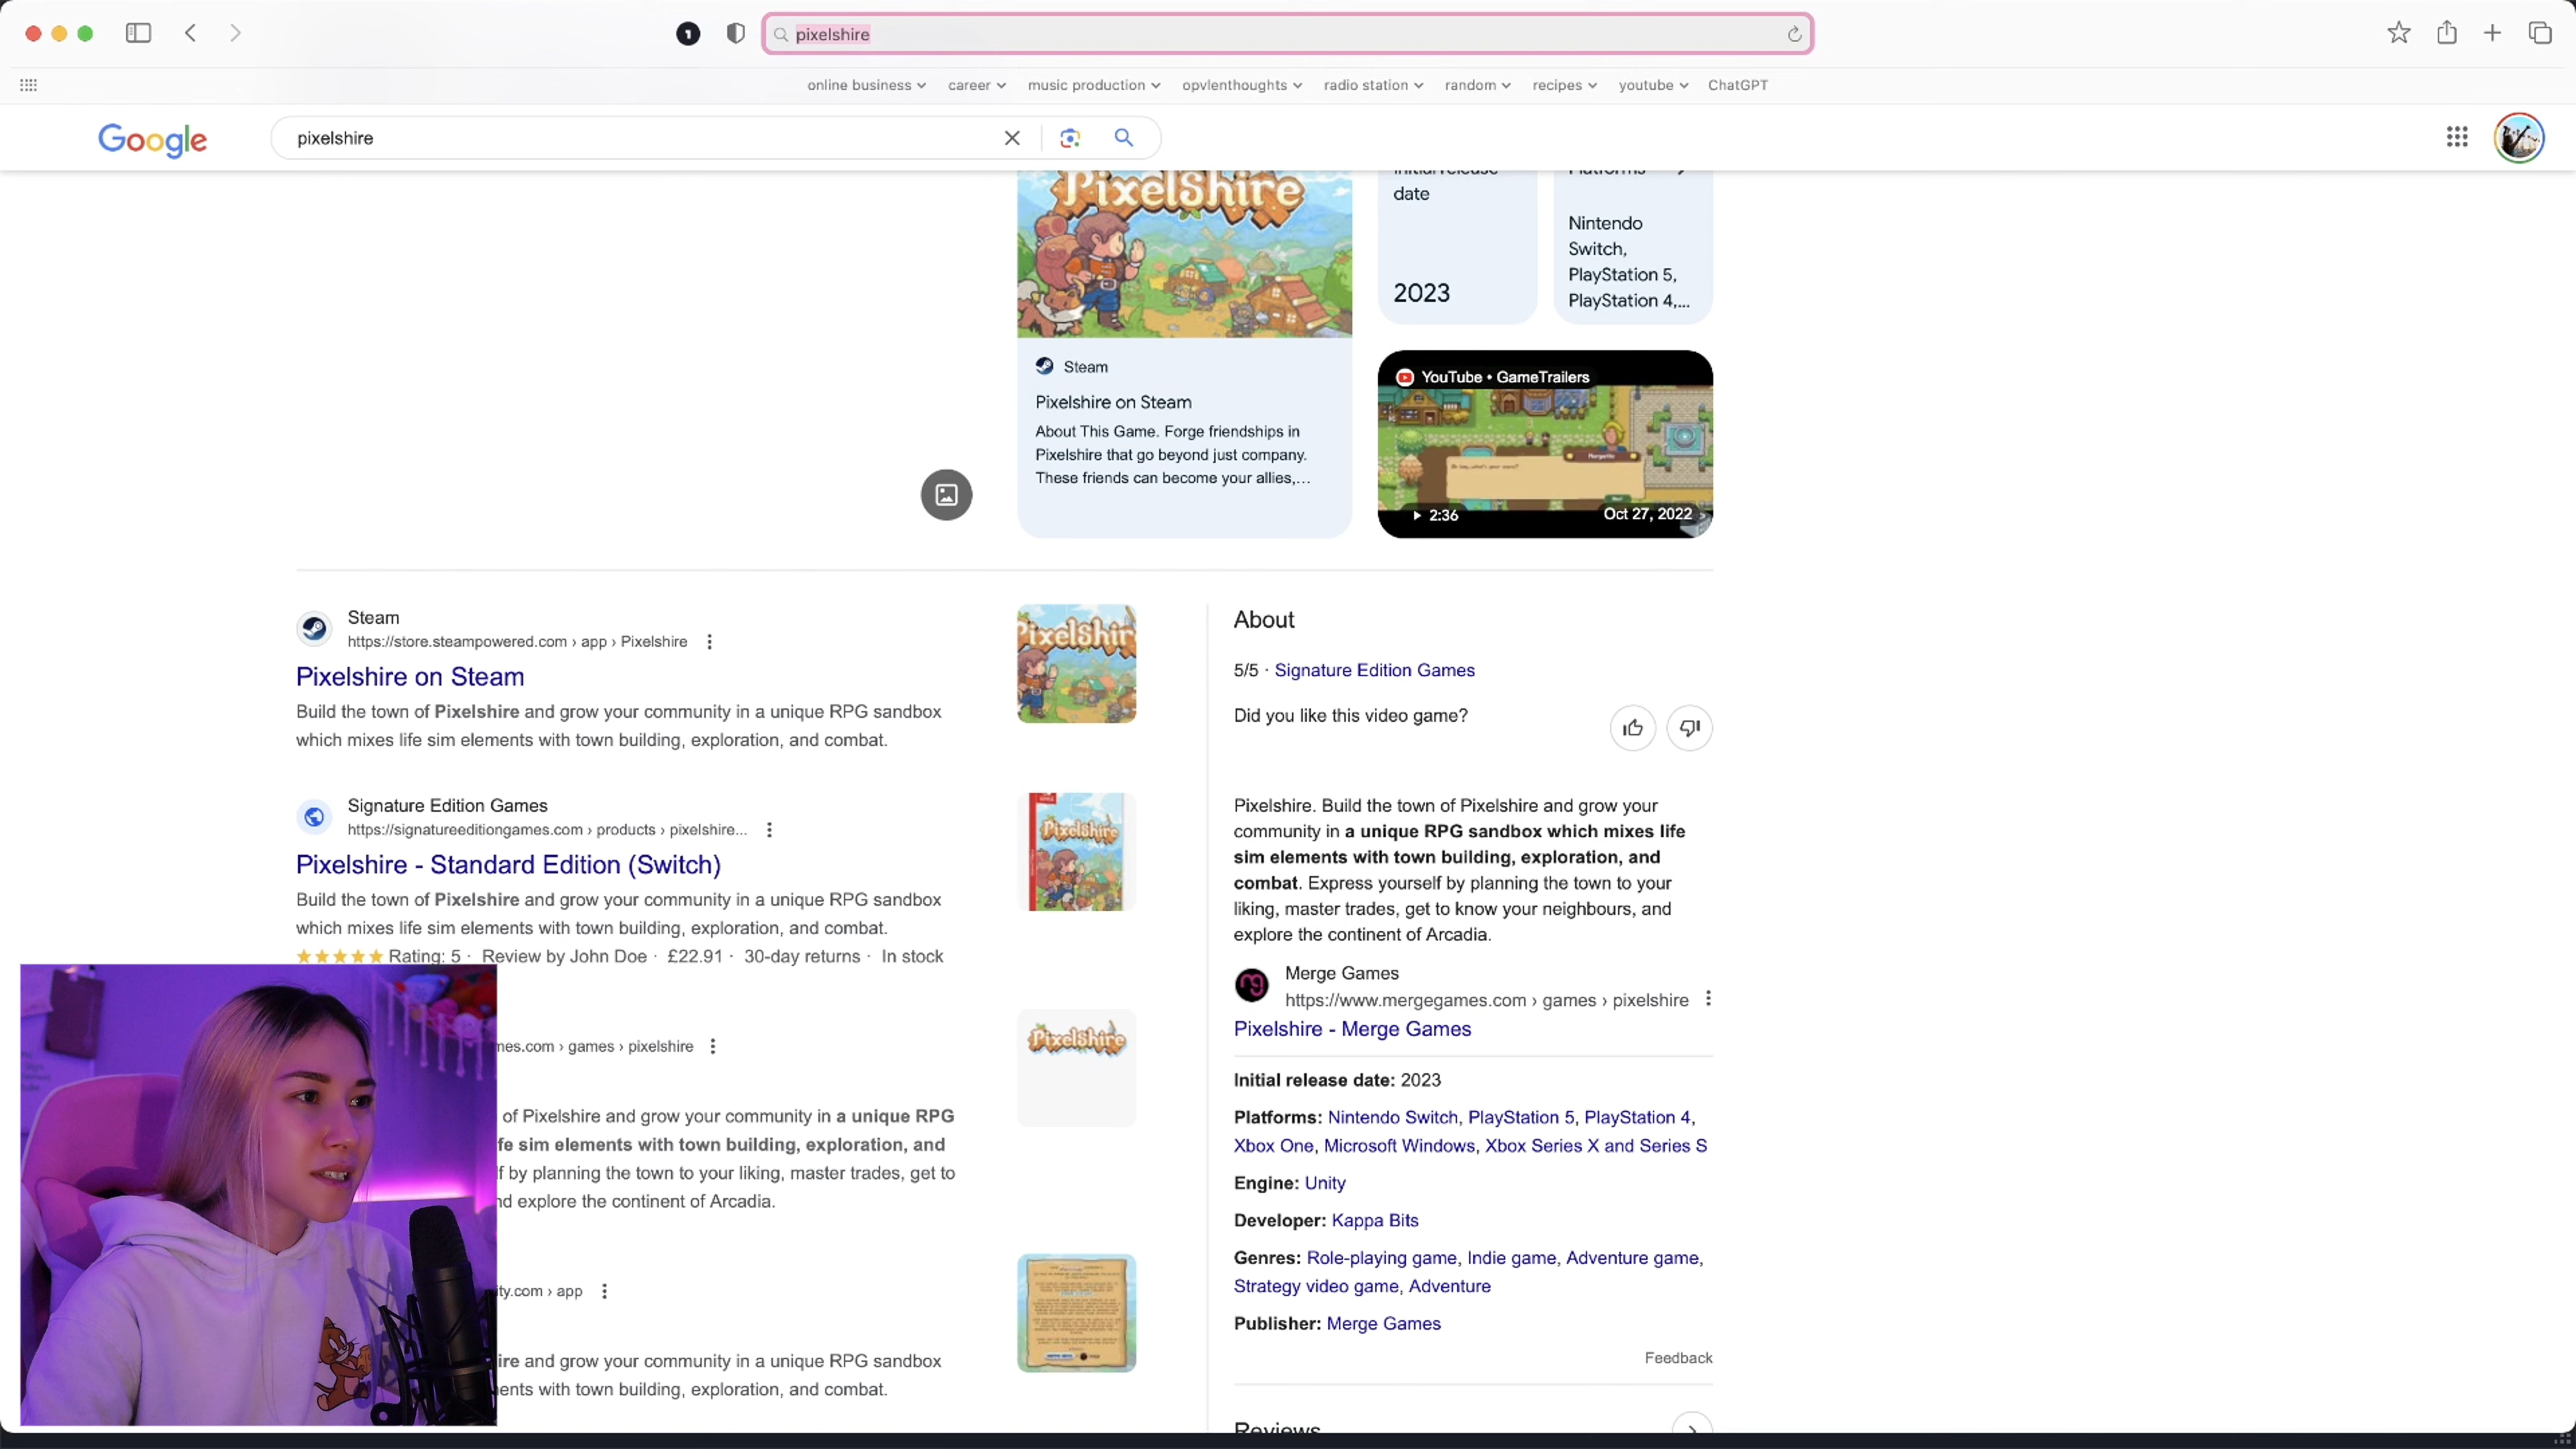 pixelshire
online business
career
music production
opvlenthoughts
radio station
random
recipes
youtube
ChatGPT
Google
pixelshire
PixelShire
Steam
Pixelshire on Steam
About This Game. Forge friendships in
Pixelshire that go beyond just company.
These friends can become your allies,...
Initial release
date
2023
Platforms
Nintendo
Switch,
PlayStation 5,
PlayStation 4,...
YouTube • GameTrailers
2:36
Oct 27, 2022
Steam
https://store.steampowered.com › app › Pixelshire
Pixelshire on Steam
Build the town of Pixelshire and grow your community in a unique RPG sandbox
which mixes life sim elements with town building, exploration, and combat.
Signature Edition Games
https://signatureeditiongames.com › products › pixelshire...
Pixelshire - Standard Edition (Switch)
Build the town of Pixelshire and grow your community in a unique RPG sandbox
which mixes life sim elements with town building, exploration, and combat.
Rating: 5 · Review by John Doe · £22.91 · 30-day returns · In stock
PixelShire
nes.com › games › pixelshire
PixelShire
of Pixelshire and grow your community in a unique RPG
fe sim elements with town building, exploration, and
f by planning the town to your liking, master trades, get to
nd explore the continent of Arcadia.
ity.com › app
ire and grow your community in a unique RPG sandbox
ents with town building, exploration, and combat.
About
5/5 · Signature Edition Games
Did you like this video game?
Pixelshire. Build the town of Pixelshire and grow your
community in a unique RPG sandbox which mixes life
sim elements with town building, exploration, and
combat. Express yourself by planning the town to your
liking, master trades, get to know your neighbours, and
explore the continent of Arcadia.
Merge Games
https://www.mergegames.com › games › pixelshire
Pixelshire - Merge Games
Initial release date: 2023
Platforms: Nintendo Switch, PlayStation 5, PlayStation 4,
Xbox One, Microsoft Windows, Xbox Series X and Series S
Engine: Unity
Developer: Kappa Bits
Genres: Role-playing game, Indie game, Adventure game,
Strategy video game, Adventure
Publisher: Merge Games
Feedback
Reviews